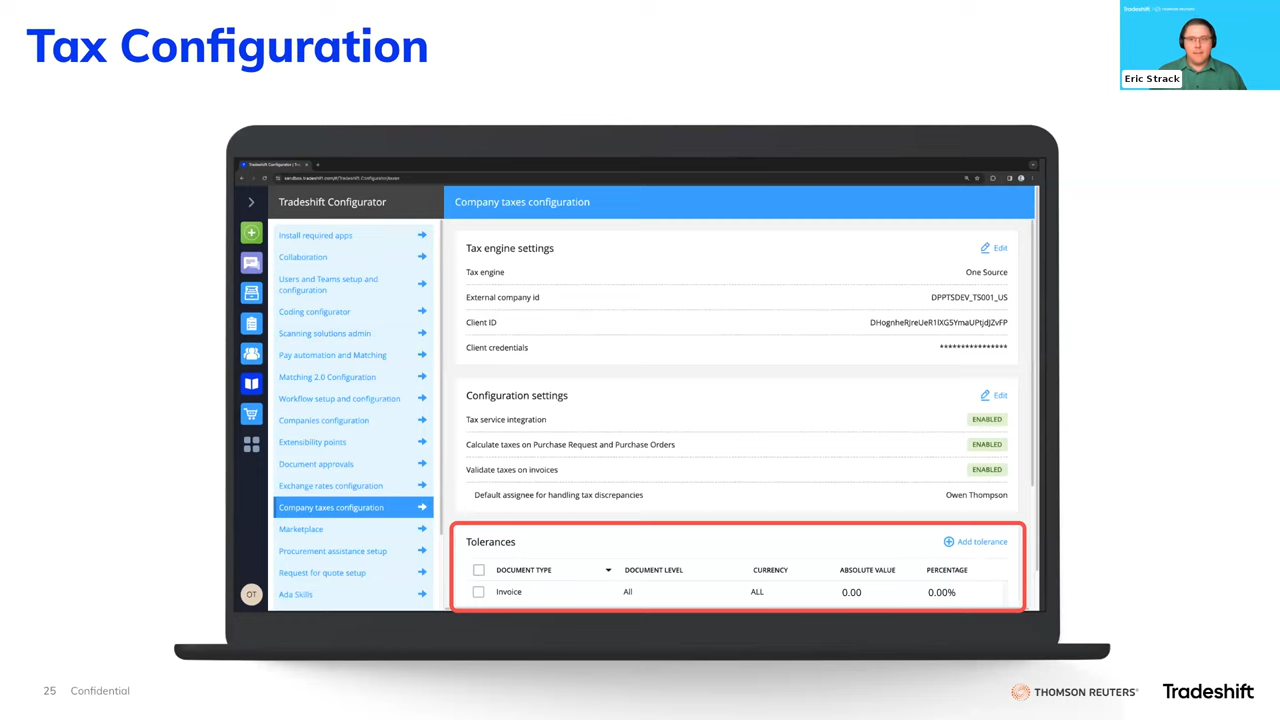 Tax Configuration
Tradeshift
THOMSON REUTERS
Eric Strack
Tradeshift Configurator
Company taxes configuration
Install required apps
Collaboration
Users and Teams setup and
configuration
Coding configurator
Scanning solutions admin
Pay automation and Matching
Matching 2.0 Configuration
Workflow setup and configuration
Companies configuration
Extensibility points
Document approvals
Exchange rates configuration
Company taxes configuration
Marketplace
Procurement assistance setup
Request for quote setup
Ada Skills
OT
Tax engine settings
Edit
Tax engine One Source
External company id DPPTSDEV_TS001_US
Client ID
Client credentials ****************
Configuration settings
Edit
Tax service integration ENABLED
Calculate taxes on Purchase Request and Purchase Orders ENABLED
Validate taxes on invoices ENABLED
Default assignee for handling tax discrepancies Owen Thompson
Tolerances
Add tolerance
DOCUMENT TYPE DOCUMENT LEVEL CURRENCY ABSOLUTE VALUE PERCENTAGE
Invoice All ALL 0.00 0.00%
25 Confidential
THOMSON REUTERS®
Tradeshift